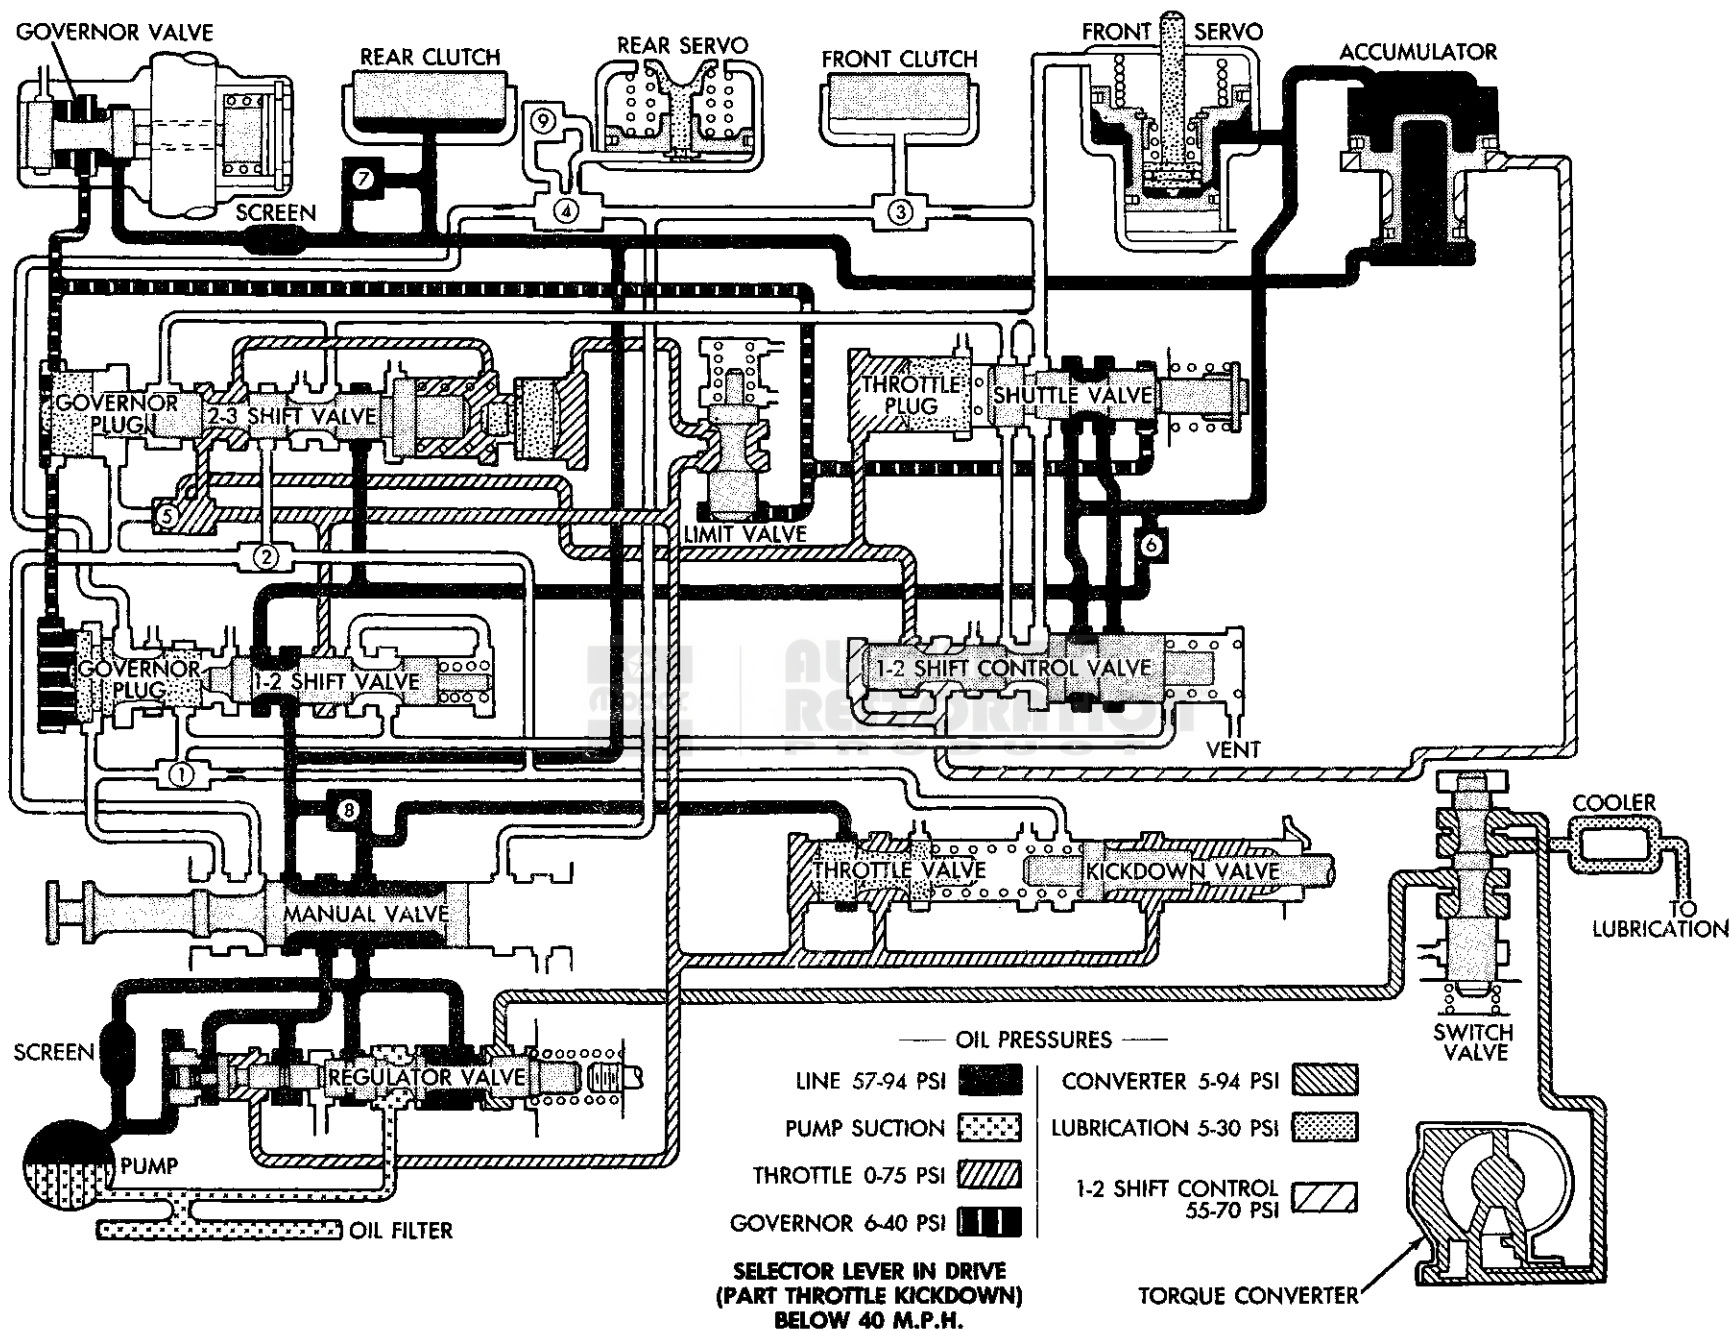 GOVERNOR VALVE
REAR CLUTCH
REAR SERVO
FRONT CLUTCH
FRONT SERVO
ACCUMULATOR
9
7
4
3
SCREEN
GOVERNOR
PLUG
2-3 SHIFT VALVE
THROTTLE
PLUG
SHUTTLE VALVE
5
2
LIMIT VALVE
6
GOVERNOR
PLUG
1-2 SHIFT VALVE
1-2 SHIFT CONTROL VALVE
VENT
1
8
COOLER
THROTTLE VALVE
KICKDOWN VALVE
MANUAL VALVE
TO
LUBRICATION
SCREEN
REGULATOR VALVE
SWITCH
VALVE
PUMP
OIL FILTER
OIL PRESSURES
LINE 57-94 PSI
PUMP SUCTION
THROTTLE 0-75 PSI
GOVERNOR 6-40 PSI
CONVERTER 5-94 PSI
LUBRICATION 5-30 PSI
1-2 SHIFT CONTROL
55-70 PSI
SELECTOR LEVER IN DRIVE
(PART THROTTLE KICKDOWN)
BELOW 40 M.P.H.
TORQUE CONVERTER